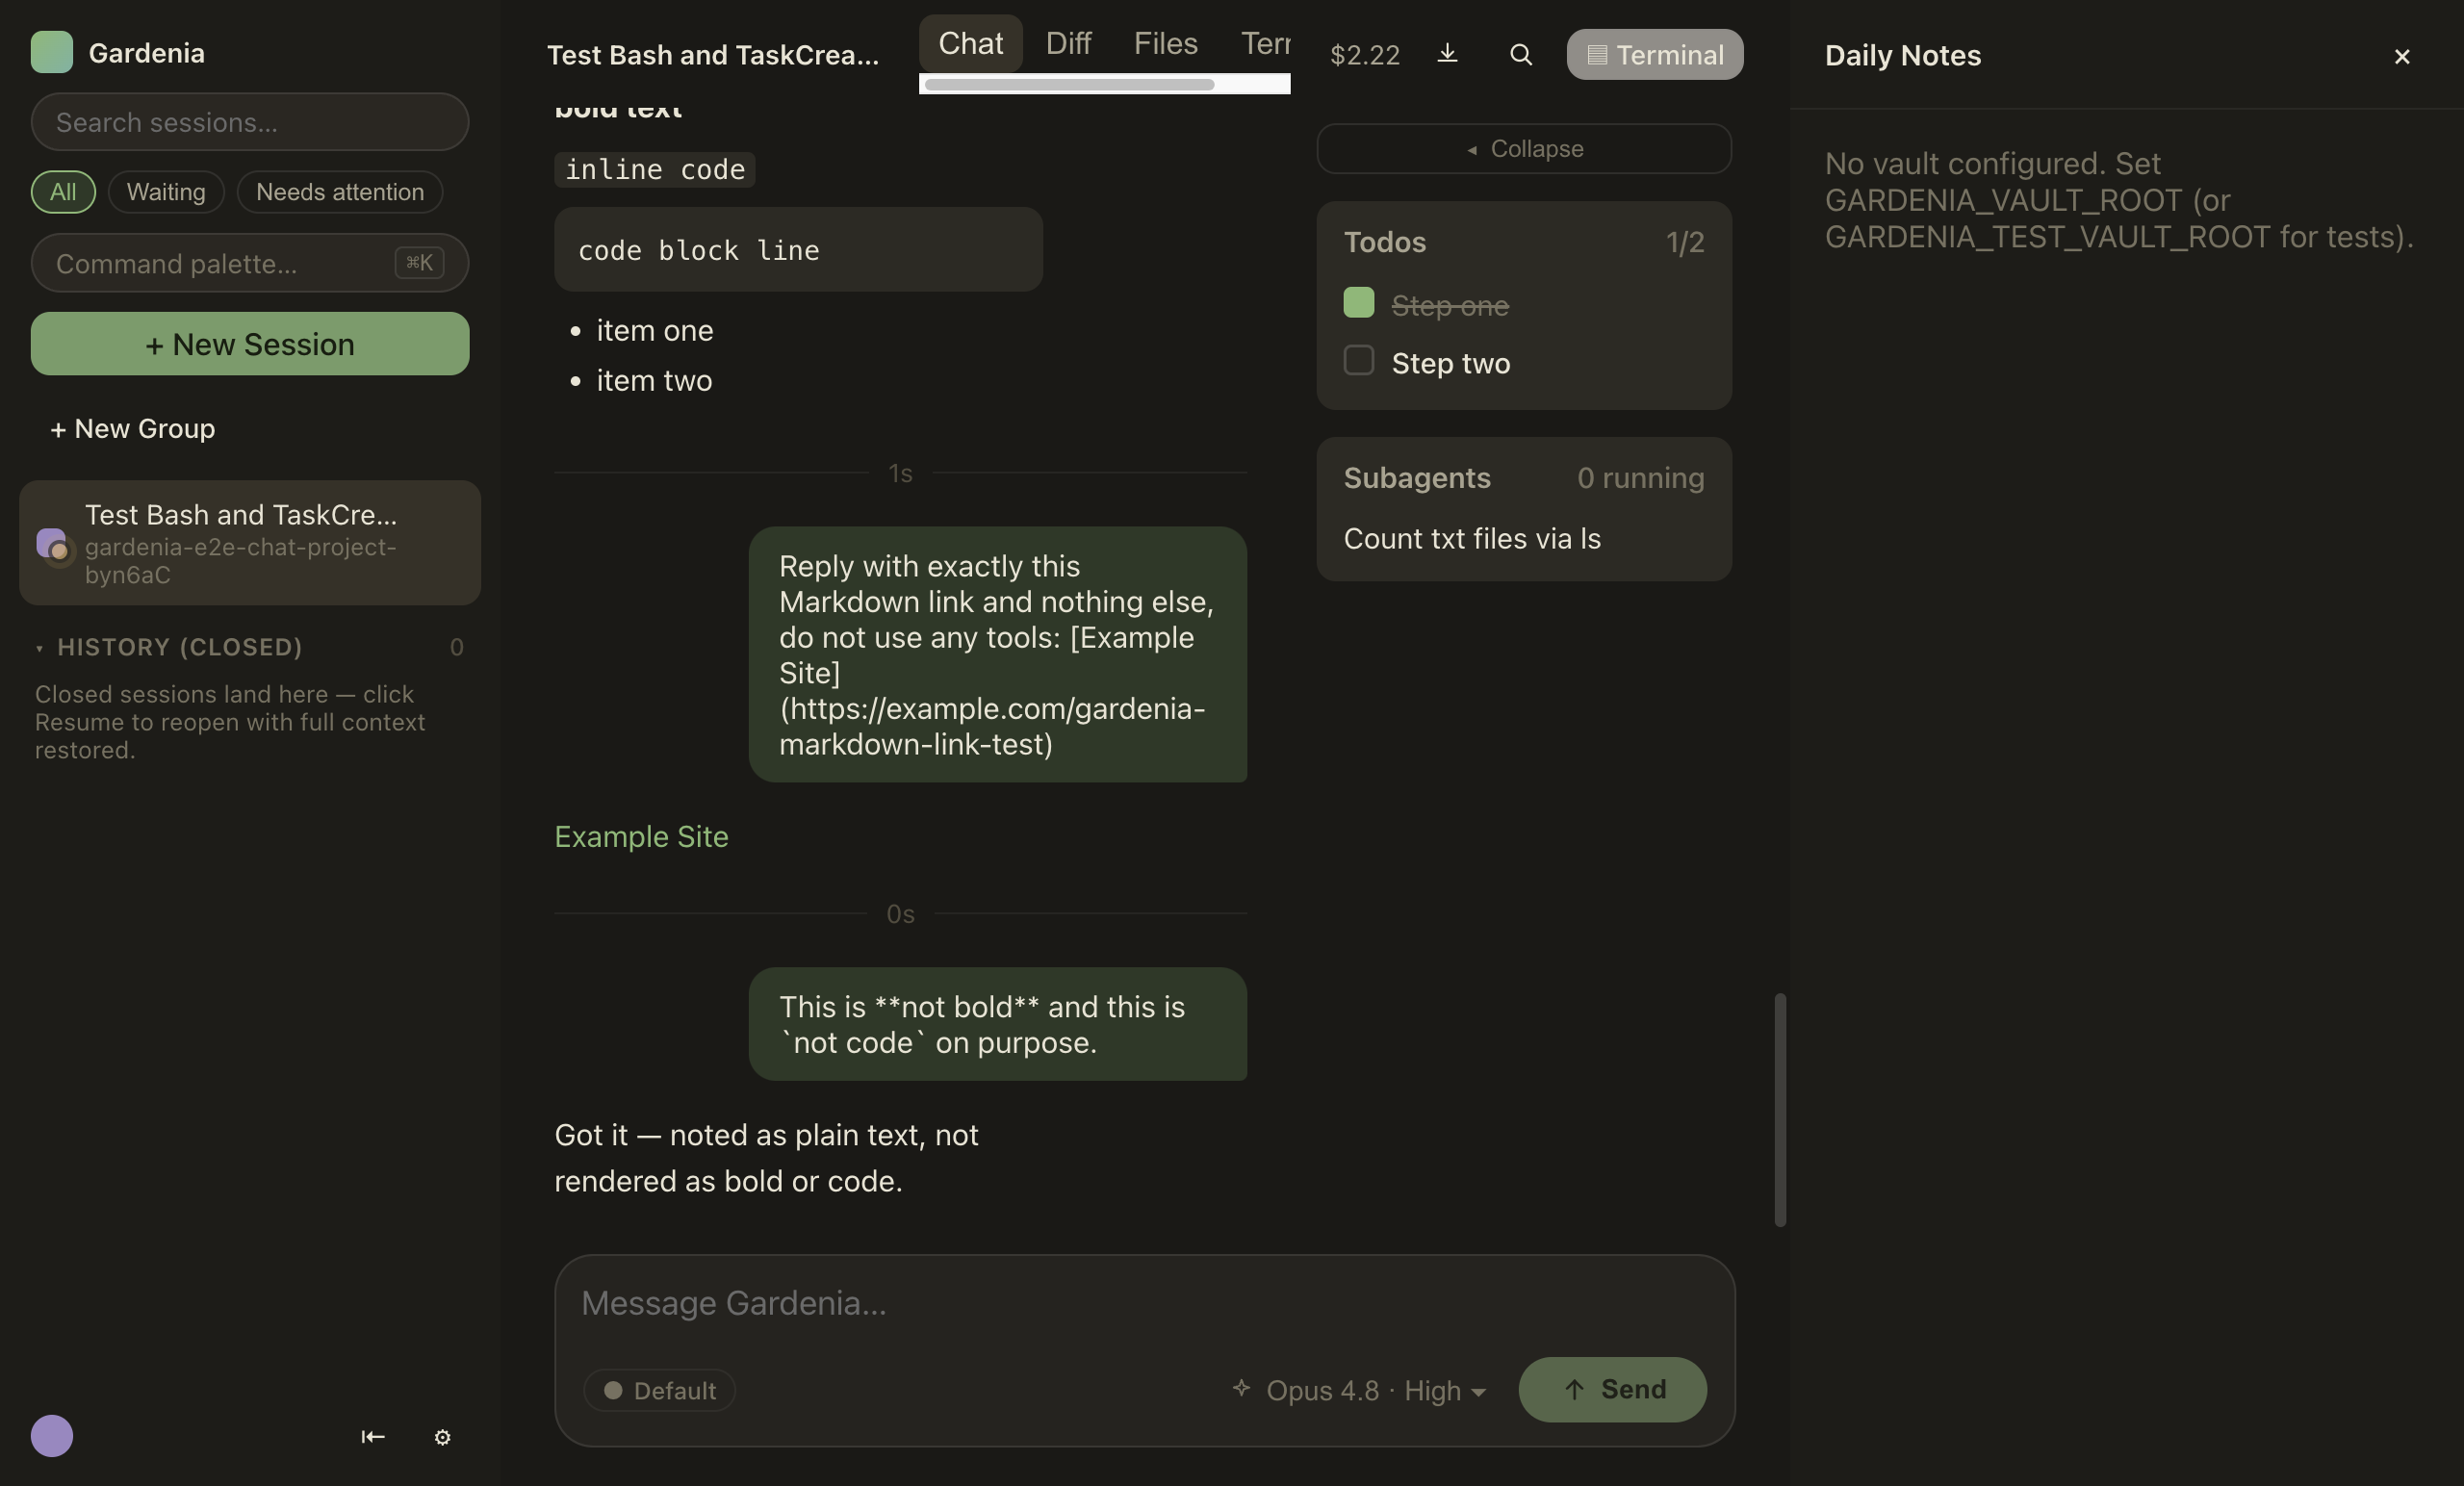 Gardenia
Search sessions...
All
Waiting
Needs attention
Command palette...
⌘K
+ New Session
+ New Group
Test Bash and TaskCre...
gardenia-e2e-chat-project-
byn6aC
HISTORY (CLOSED)
0
Closed sessions land here — click
Resume to reopen with full context
restored.
Test Bash and TaskCrea...
Chat
Diff
Files
Terr
$2.22
Terminal
bold text
inline code
code block line
• item one
• item two
1s
Reply with exactly this
Markdown link and nothing else,
do not use any tools: [Example
Site]
(https://example.com/gardenia-
markdown-link-test)
Example Site
0s
This is **not bold** and this is
`not code` on purpose.
Got it — noted as plain text, not
rendered as bold or code.
Message Gardenia...
Default
Opus 4.8 · High
Send
Collapse
Todos
1/2
Step one
Step two
Subagents
0 running
Count txt files via ls
Daily Notes
No vault configured. Set
GARDENIA_VAULT_ROOT (or
GARDENIA_TEST_VAULT_ROOT for tests).